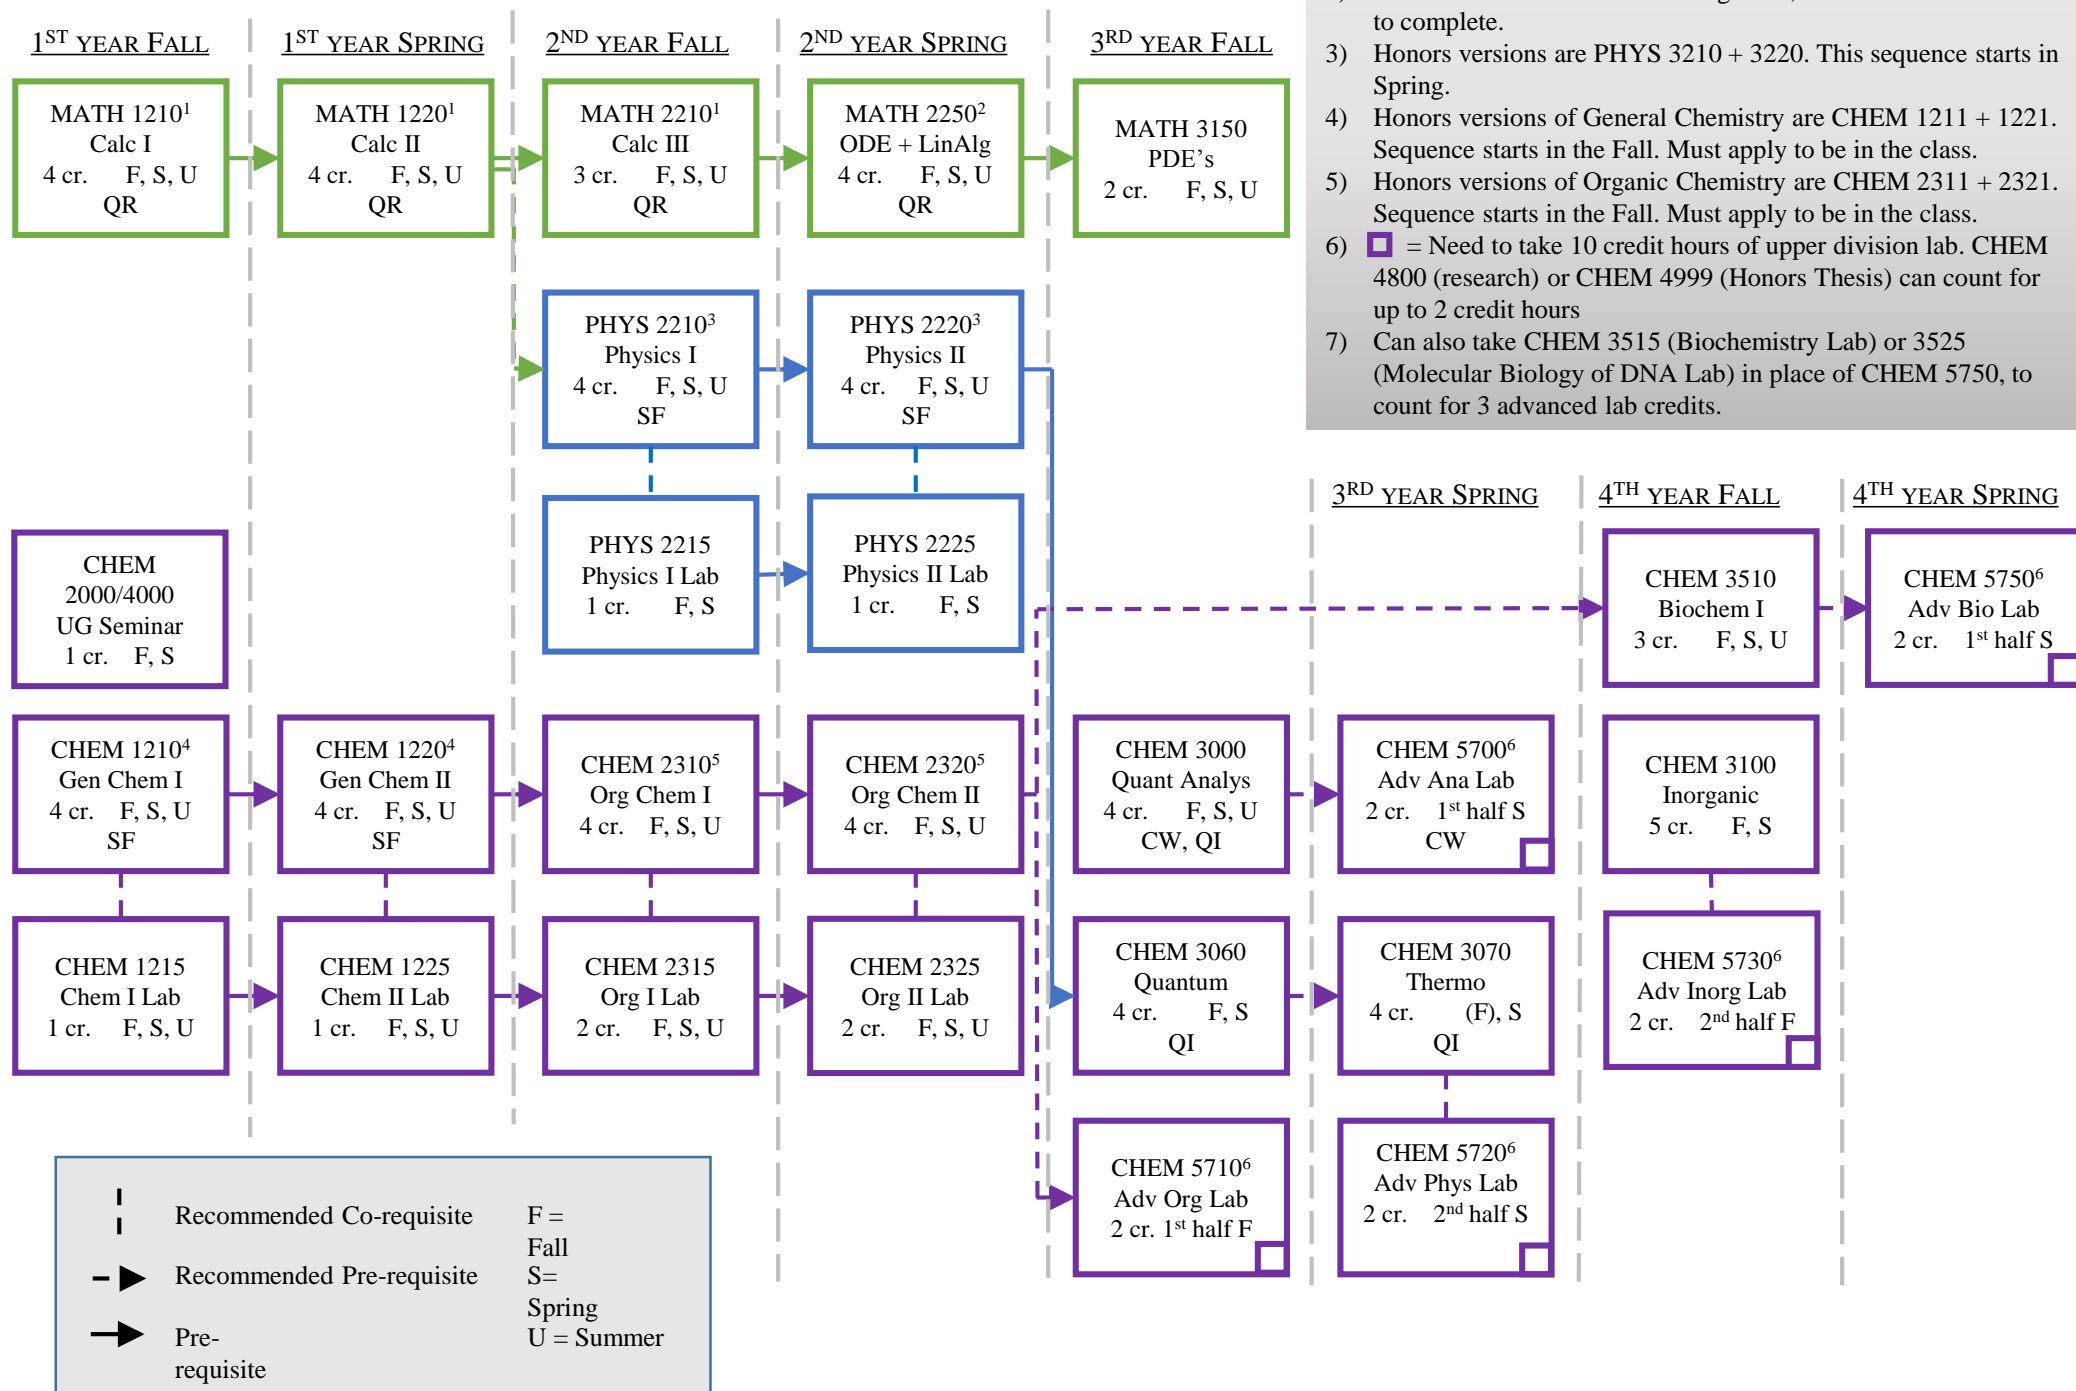 to complete.
3) Honors versions are PHYS 3210 + 3220. This sequence starts in
Spring.
4) Honors versions of General Chemistry are CHEM 1211 + 1221.
Sequence starts in the Fall. Must apply to be in the class.
5) Honors versions of Organic Chemistry are CHEM 2311 + 2321.
Sequence starts in the Fall. Must apply to be in the class.
6) = Need to take 10 credit hours of upper division lab. CHEM
4800 (research) or CHEM 4999 (Honors Thesis) can count for
up to 2 credit hours
7) Can also take CHEM 3515 (Biochemistry Lab) or 3525
(Molecular Biology of DNA Lab) in place of CHEM 5750, to
count for 3 advanced lab credits.
1ST YEAR FALL
1ST YEAR SPRING
2ND YEAR FALL
2ND YEAR SPRING
3RD YEAR FALL
MATH 1210¹
Calc I
4 cr. F, S, U
QR
MATH 1220¹
Calc II
4 cr. F, S, U
QR
MATH 2210¹
Calc III
3 cr. F, S, U
QR
MATH 2250²
ODE + LinAlg
4 cr. F, S, U
QR
MATH 3150
PDE's
2 cr. F, S, U
PHYS 2210³
Physics I
4 cr. F, S, U
SF
PHYS 2220³
Physics II
4 cr. F, S, U
SF
PHYS 2215
Physics I Lab
1 cr. F, S
PHYS 2225
Physics II Lab
1 cr. F, S
3RD YEAR SPRING
4TH YEAR FALL
4TH YEAR SPRING
CHEM
2000/4000
UG Seminar
1 cr. F, S
CHEM 3510
Biochem I
3 cr. F, S, U
CHEM 5750⁶
Adv Bio Lab
2 cr. 1st half S
CHEM 1210⁴
Gen Chem I
4 cr. F, S, U
SF
CHEM 1220⁴
Gen Chem II
4 cr. F, S, U
SF
CHEM 2310⁵
Org Chem I
4 cr. F, S, U
CHEM 2320⁵
Org Chem II
4 cr. F, S, U
CHEM 3000
Quant Analys
4 cr. F, S, U
CW, QI
CHEM 5700⁶
Adv Ana Lab
2 cr. 1st half S
CW
CHEM 3100
Inorganic
5 cr. F, S
CHEM 1215
Chem I Lab
1 cr. F, S, U
CHEM 1225
Chem II Lab
1 cr. F, S, U
CHEM 2315
Org I Lab
2 cr. F, S, U
CHEM 2325
Org II Lab
2 cr. F, S, U
CHEM 3060
Quantum
4 cr. F, S
QI
CHEM 3070
Thermo
4 cr. (F), S
QI
CHEM 5730⁶
Adv Inorg Lab
2 cr. 2nd half F
CHEM 5710⁶
Adv Org Lab
2 cr. 1st half F
CHEM 5720⁶
Adv Phys Lab
2 cr. 2nd half S
Recommended Co-requisite
Recommended Pre-requisite
Pre-
requisite
F =
Fall
S=
Spring
U = Summer